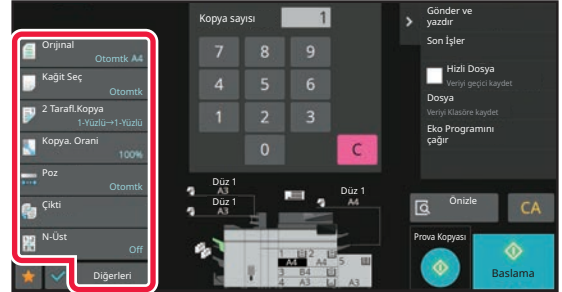 Orijinal
Otomtk A4
Kağit Seç
Otomtk
2 Tarafl.Kopya
1-Yüzlü→1-Yüzlü
Kopya. Orani
100%
Poz
Otomtk
Çikti
N-Üst
Off
Diğerleri
Kopya sayısı
1
7 8 9
4 5 6
1 2 3
0 C
Düz 1
A3
Düz 1
A3
Düz 1
A4
1 2 5
A4 A4
3 B4
4 A3 A3
Gönder ve
yazdır
Son İşler
Hizli Dosya
Veriyi geçici kaydet
Dosya
Veriyi Klasöre kaydet
Eko Programını
çağır
Önizle
CA
Prova Kopyası
Baslama